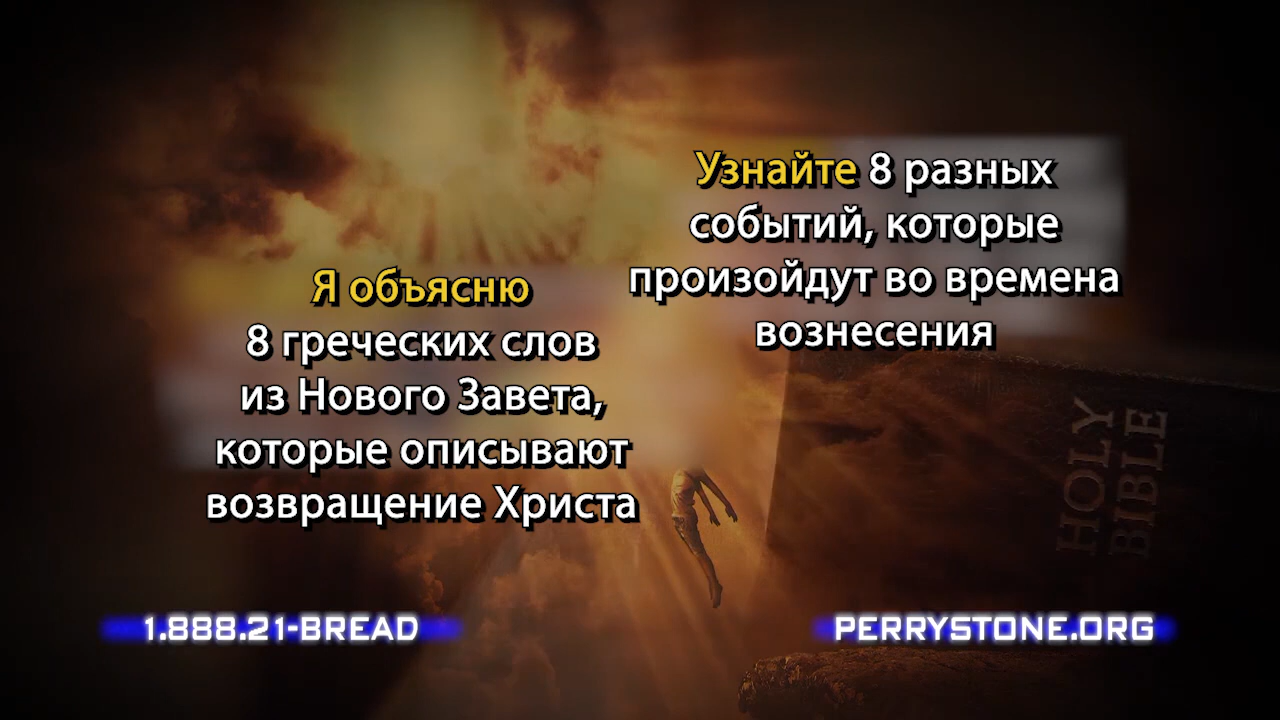 Я объясню
8 греческих слов
из Нового Завета,
которые описывают
возвращение Христа
Узнайте 8 разных
событий, которые
произойдут во времена
вознесения
HOLY
BIBLE
1.888.21-BREAD
PERRYSTONE.ORG